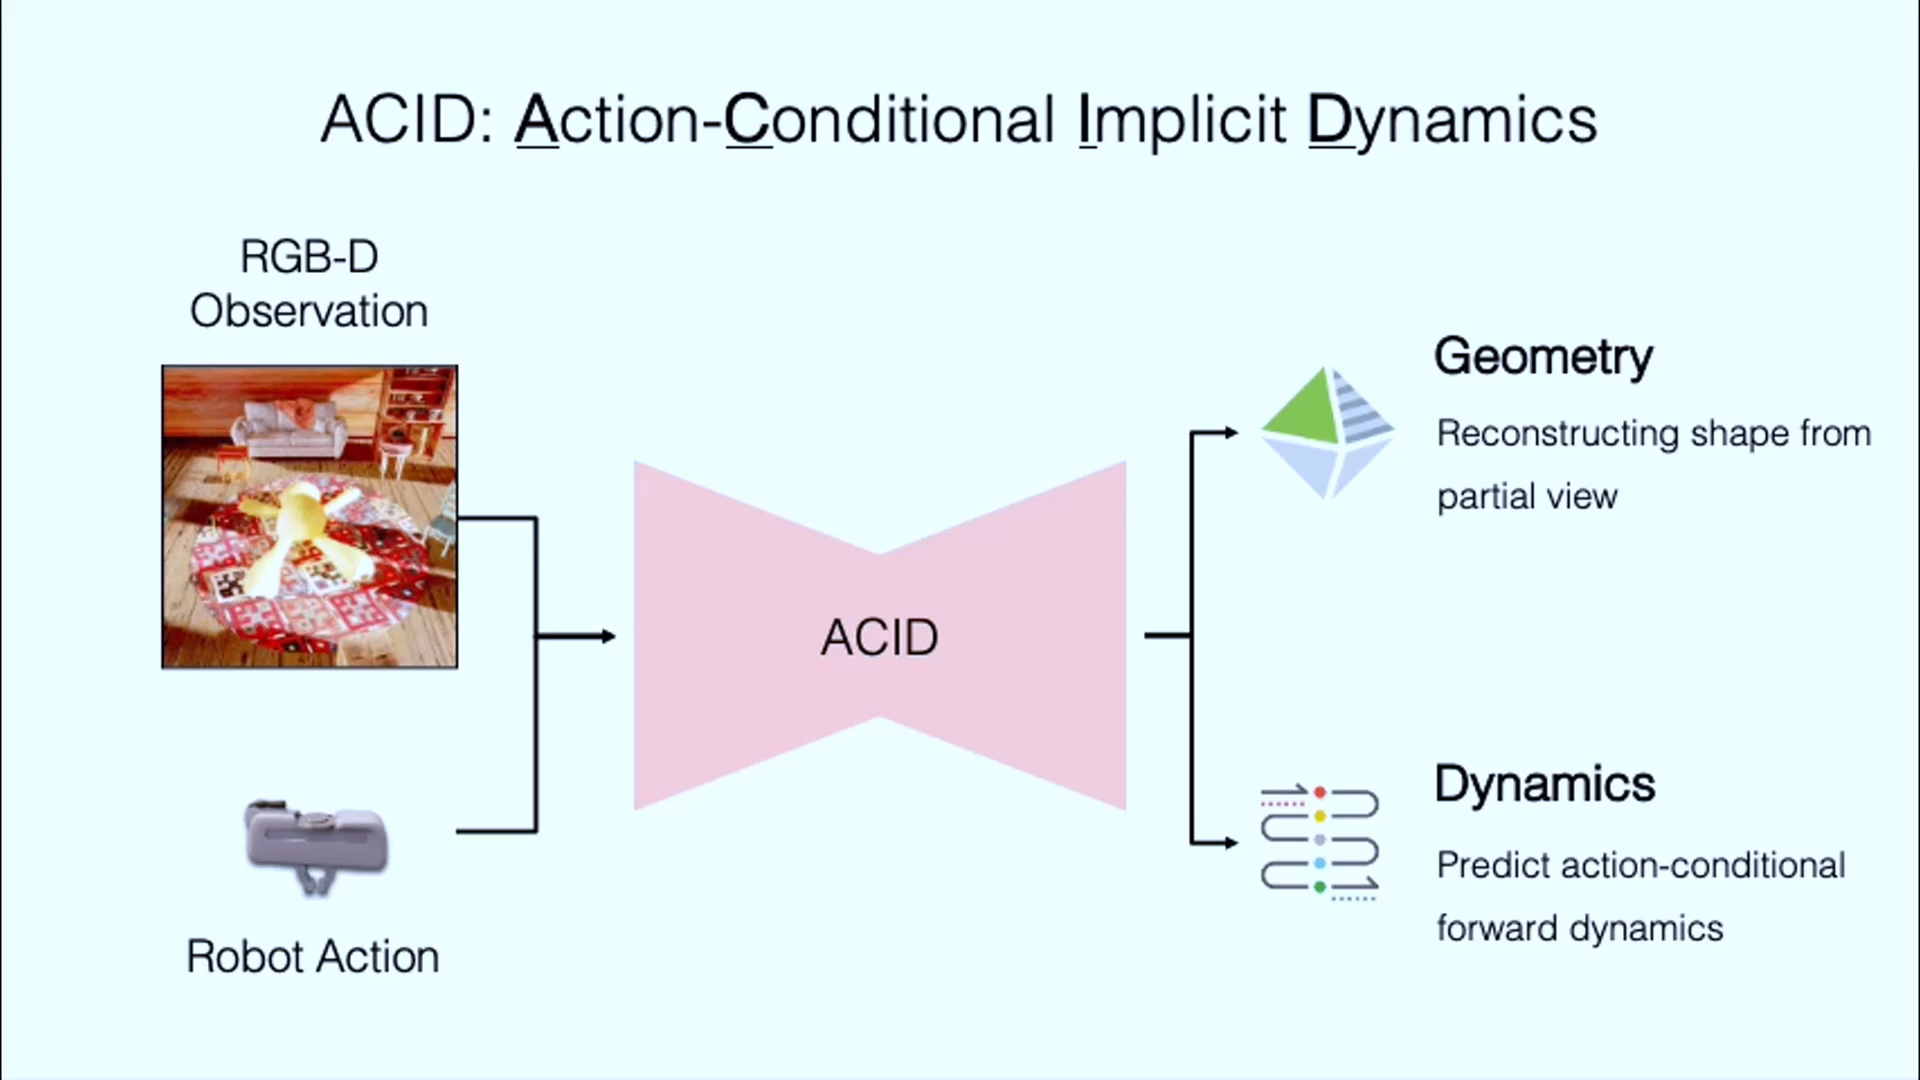 ACID: Action-Conditional Implicit Dynamics
RGB-D
Observation
Robot Action
ACID
Geometry
Reconstructing shape from
partial view
Dynamics
Predict action-conditional
forward dynamics